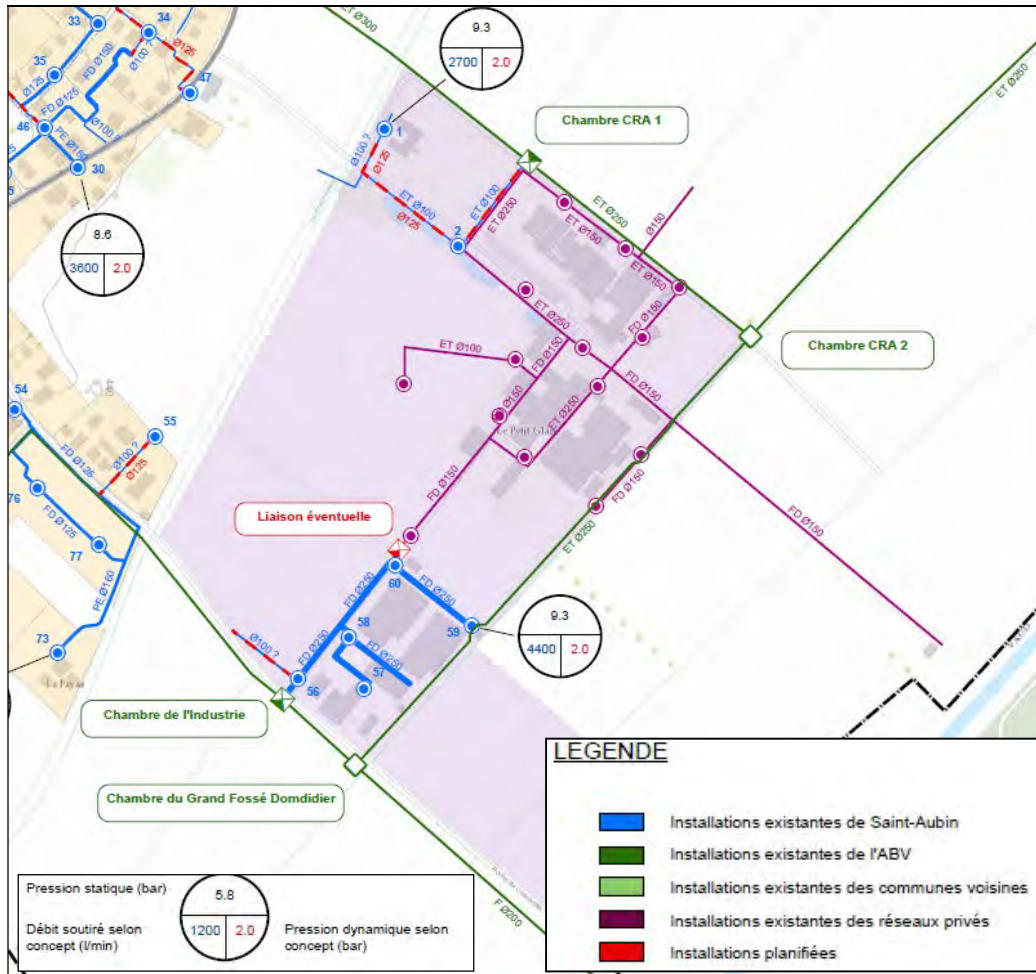 ET Ø300
9.3
2700 2.0
ET Ø250
33
34
Ø125
FD Ø150
Ø100 ?
35
Ø125
47
FD Ø125
46
PE Ø160
Ø100 ?
30
8.6
3600 2.0
Chambre CRA 1
1
Ø100 ?
Ø125
ET Ø100
Ø125
2
ET Ø100
ET Ø250
ET Ø150
ET Ø250
Ø150
ET Ø150
FD Ø150
ET Ø250
Chambre CRA 2
ET Ø100
FD Ø150
FD Ø150
FD Ø150
ET Ø250
Le Petit Glain
440
54
55
FD Ø125
Ø100 ?
Ø125
76
FD Ø125
77
PE Ø160
73
La Fayaz
FD Ø150
FD Ø150
ET Ø250
FD Ø150
Liaison éventuelle
60
FD Ø250
FD Ø250
58
59
FD Ø250
57
FD Ø250
Ø100 ?
56
9.3
4400 2.0
Chambre de l'Industrie
Chambre du Grand Fossé Domdidier
F Ø200
LEGENDE
Installations existantes de Saint-Aubin
Installations existantes de l'ABV
Installations existantes des communes voisines
Installations existantes des réseaux privés
Installations planifiées
Pression statique (bar)
5.8
Débit soutiré selon
concept (l/min)
1200 2.0
Pression dynamique selon
concept (bar)